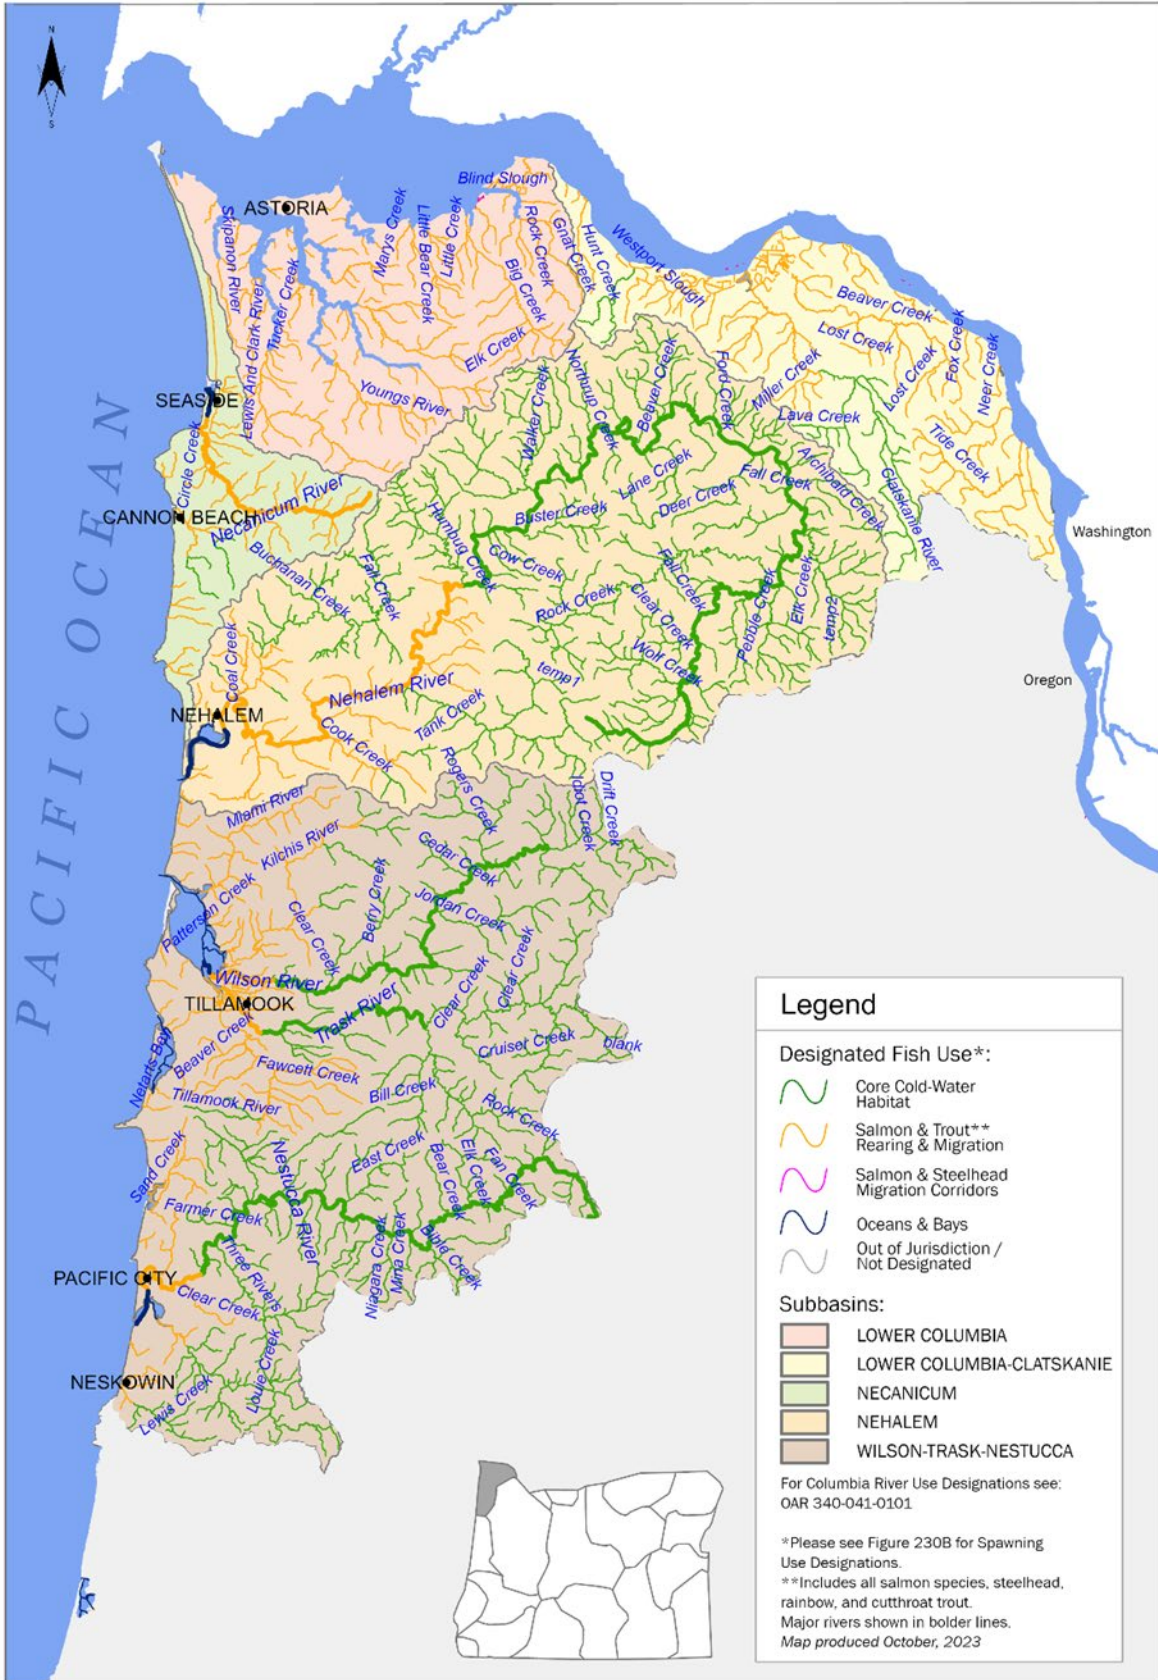 N
S
Blind Slough
ASTORIA
Skipanon River
Lewis And Clark River
Tucker Creek
Marys Creek
Little Bear Creek
Little Creek
Rock Creek
Big Creek
Gnat Creek
Hunt Creek
Westport Slough
Beaver Creek
Lost Creek
Lost Creek
Fox Creek
Neer Creek
Elk Creek
Youngs River
Miller Creek
Lava Creek
Tide Creek
Clatskanie River
Archibald Creek
SEASIDE
Circle Creek
CANNON BEACH
Necanicum River
Walker Creek
Northrup Creek
Beaver Creek
Ford Creek
Lane Creek
Deer Creek
Fall Creek
Buster Creek
Humbug Creek
Cow Creek
Buchanan Creek
Fall Creek
Rock Creek
Fall Creek
Clear Creek
Wolf Creek
Pebble Creek
Elk Creek
temp2
temp1
Washington
Oregon
PACIFIC OCEAN
Coal Creek
NEHALEM
Nehalem River
Cook Creek
Tank Creek
Rogers Creek
Idiot Creek
Drift Creek
Miami River
Kilchis River
Cedar Creek
Jordan Creek
Berry Creek
Clear Creek
Patterson Creek
Wilson River
TILLAMOOK
Trask River
Clear Creek
Clear Creek
Cruiser Creek
blank
Netarts Bay
Beaver Creek
Fawcett Creek
Tillamook River
Bill Creek
Rock Creek
Sand Creek
East Creek
Bear Creek
Elk Creek
Fan Creek
Nestucca River
Farmer Creek
Three Rivers
Niagara Creek
Mina Creek
Bible Creek
PACIFIC CITY
Clear Creek
NESKOWIN
Lewis Creek
Louie Creek
Legend
Designated Fish Use*:
Core Cold-Water
Habitat
Salmon & Trout**
Rearing & Migration
Salmon & Steelhead
Migration Corridors
Oceans & Bays
Out of Jurisdiction /
Not Designated
Subbasins:
LOWER COLUMBIA
LOWER COLUMBIA-CLATSKANIE
NECANICUM
NEHALEM
WILSON-TRASK-NESTUCCA
For Columbia River Use Designations see:
OAR 340-041-0101
*Please see Figure 230B for Spawning
Use Designations.
**Includes all salmon species, steelhead,
rainbow, and cutthroat trout.
Major rivers shown in bolder lines.
Map produced October, 2023